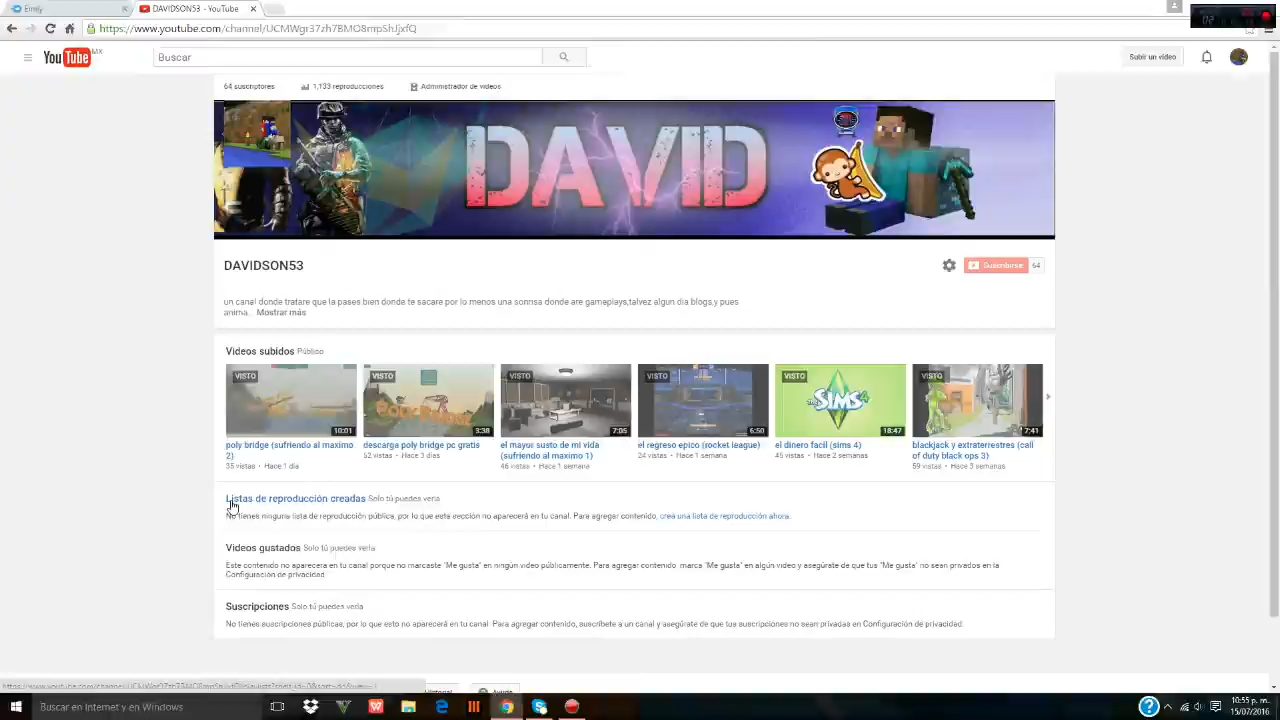 Emely
DAVIDSON53 - YouTube
https://www.youtube.com/channel/UCMWgr37zh7BMO8mpShJjxfQ
YouTube MX
Buscar
Subir un video
64 suscriptores
1,133 reproducciones
Administrador de videos
DAVID
DAVIDSON53
Suscribirse
64
un canal donde tratare que la pases bien donde te sacare por lo menos una sonrisa donde are gameplays,talvez algun dia blogs,y pues
anima... Mostrar más
Videos subidos Público
VISTO VISTO VISTO VISTO VISTO VISTO
POLY BRIDGE
THE SIMS 4
10:01 3:38 7:05 6:50 18:47 7:41
poly bridge (sufriendo al maximo 2)
35 vistas • Hace 1 día
descarga poly bridge pc gratis
52 vistas • Hace 3 días
el mayor susto de mi vida (sufriendo al maximo 1)
46 vistas • Hace 1 semana
el regreso epico (rocket league)
24 vistas • Hace 1 semana
el dinero facil (sims 4)
45 vistas • Hace 2 semanas
blackjack y extraterrestres (call of duty black ops 3)
59 vistas • Hace 3 semanas
Listas de reproducción creadas Solo tú puedes verla
No tienes ninguna lista de reproducción pública, por lo que esta sección no aparecerá en tu canal. Para agregar contenido, crea una lista de reproducción ahora.
Videos gustados Solo tú puedes verla
Este contenido no aparecerá en tu canal porque no marcaste "Me gusta" en ningún video públicamente. Para agregar contenido, marca "Me gusta" en algún video y asegúrate de que tus "Me gusta" no sean privados en la
Configuración de privacidad.
Suscripciones Solo tú puedes verla
No tienes suscripciones públicas, por lo que esto no aparecerá en tu canal. Para agregar contenido, suscríbete a un canal y asegúrate de que tus suscripciones no sean privadas en Configuración de privacidad.
Historial
Ayuda
Buscar en Internet y en Windows
10:55 p. m.
15/07/2016